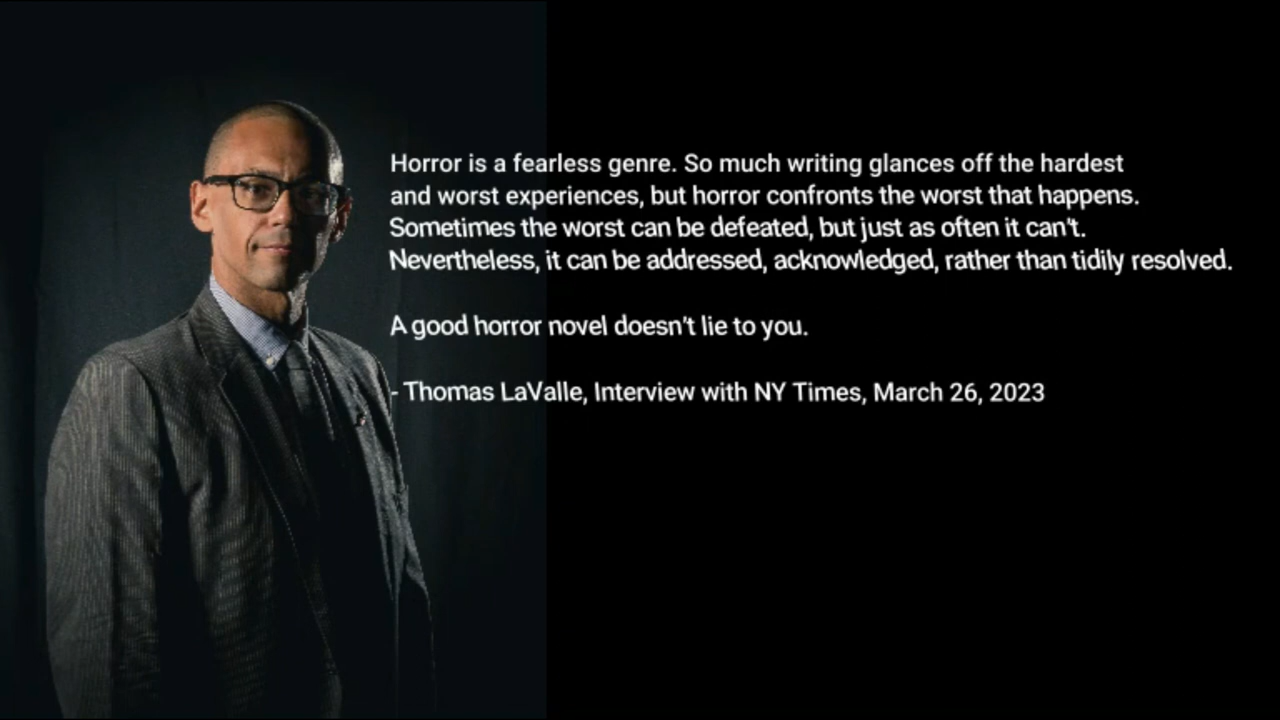 Horror is a fearless genre. So much writing glances off the hardest
and worst experiences, but horror confronts the worst that happens.
Sometimes the worst can be defeated, but just as often it can't.
Nevertheless, it can be addressed, acknowledged, rather than tidily resolved.
A good horror novel doesn't lie to you.
- Thomas LaValle, Interview with NY Times, March 26, 2023